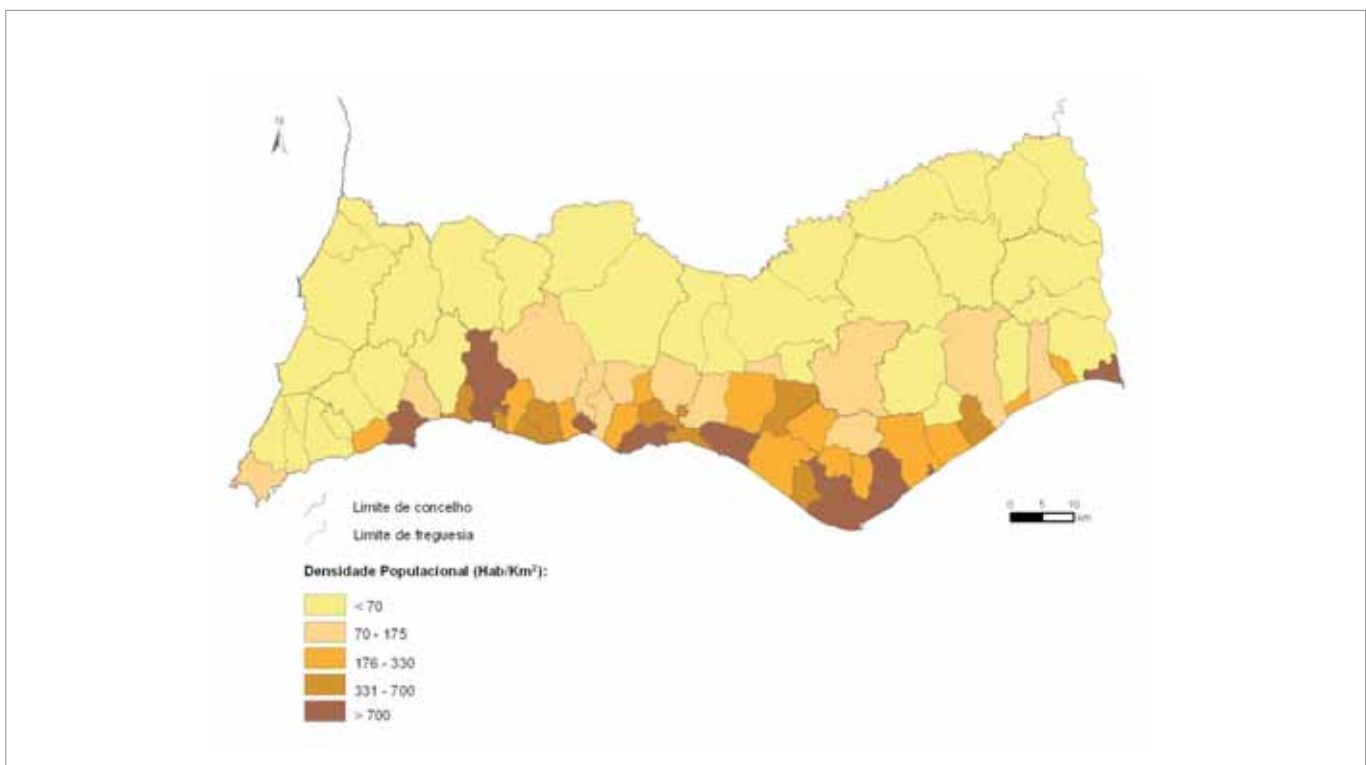 N
Limite de concelho
Limite de freguesia
0 5 10
km
Densidade Populacional (Hab/Km²):
< 70
70 - 175
176 - 330
331 - 700
> 700